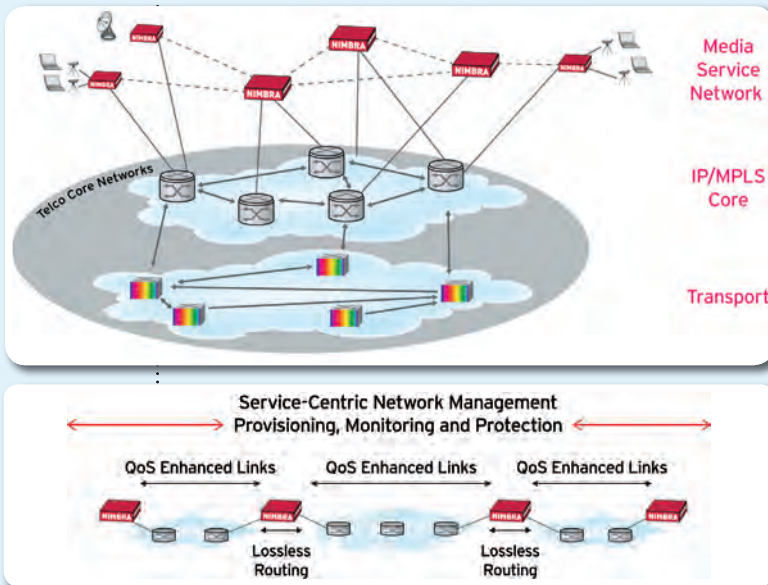 NIMBRA
NIMBRA
NIMBRA
NIMBRA
NIMBRA
NIMBRA
Media
Service
Network
Telco Core Networks
IP/MPLS
Core
Transport
Service-Centric Network Management
Provisioning, Monitoring and Protection
QoS Enhanced Links
QoS Enhanced Links
QoS Enhanced Links
NIMBRA
NIMBRA
NIMBRA
NIMBRA
Lossless
Routing
Lossless
Routing